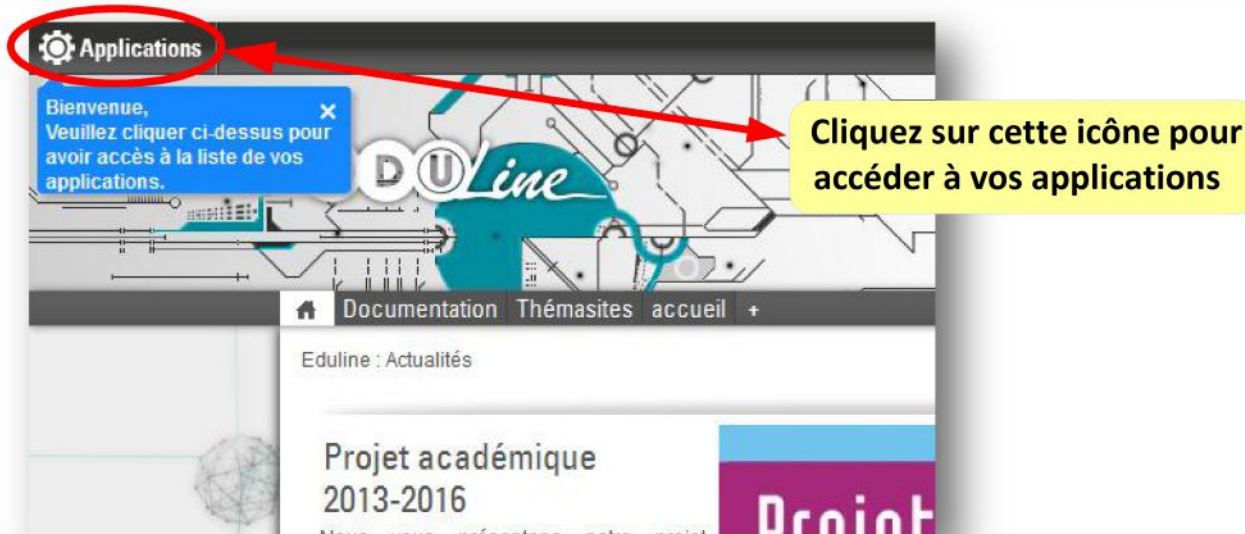 Applications
Bienvenue,
Veuillez cliquer ci-dessus pour
avoir accès à la liste de vos
applications.
Cliquez sur cette icône pour
accéder à vos applications
DULine
Documentation Thémasites accueil +
Eduline : Actualités
Projet académique
2013-2016
Nous vous présentons notre projet
Projet